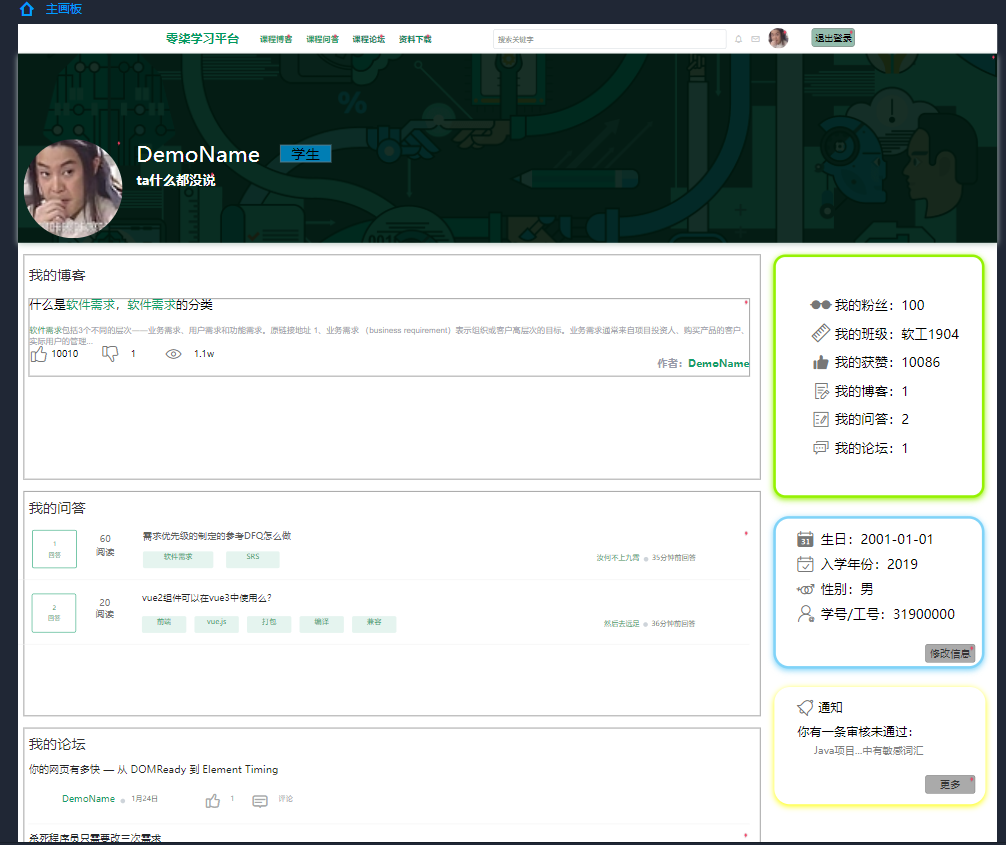 主画板
零柒学习平台 课程博客 课程问答 课程论坛 资料下载 搜索关键字 退出登录
DemoName 学生
ta什么都没说
我的博客
什么是软件需求，软件需求的分类
软件需求包括3个不同的层次——业务需求、用户需求和功能需求。原链接地址 1、业务需求 （business requirement）表示组织或客户高层次的目标。业务需求通常来自项目投资人、购买产品的客户、
实际用户的管理...
10010 1 1.1w
作者：DemoName
我的粉丝：100
我的班级：软工1904
我的获赞：10086
我的博客：1
我的问答：2
我的论坛：1
我的问答
1
回答
60
阅读
需求优先级的制定的参考DFQ怎么做
软件需求 SRS
汝何不上九霄 35分钟前回答
2
回答
20
阅读
vue2组件可以在vue3中使用么?
前端 vue.js 打包 编译 兼容
然后去远足 36分钟前回答
生日：2001-01-01
入学年份：2019
性别：男
学号/工号：31900000
修改信息
通知
你有一条审核未通过：
Java项目...中有敏感词汇
更多
我的论坛
你的网页有多快 — 从 DOMReady 到 Element Timing
DemoName 1月24日 1 评论
杀死程序员只需要改三次需求